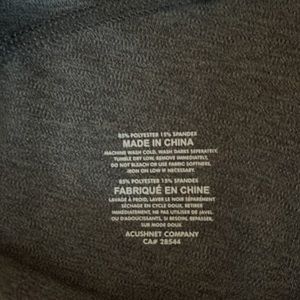 85% POLYESTER 15% SPANDEX
MADE IN CHINA
MACHINE WASH COLD, WASH DARKS SEPERATELY,
TUMBLE DRY LOW, REMOVE IMMEDIATELY,
DO NOT BLEACH OR USE FABRIC SOFTENERS,
IRON ON LOW IF NECESSARY.
85% POLYESTER 15% SPANDEX
FABRIQUÉ EN CHINE
LAVAGE À FROID, LAVER LE NOIR SÉPARÉMENT
SÉCHAGE EN CYCLE DOUX, RETIRER
IMMÉDIATEMENT, NE PAS UTILISER DE JAVEL
OU D'ADOUCISSANTS, SI BESOIN, REPASSER
SUR MODE DOUX.
ACUSHNET COMPANY
CA# 28544